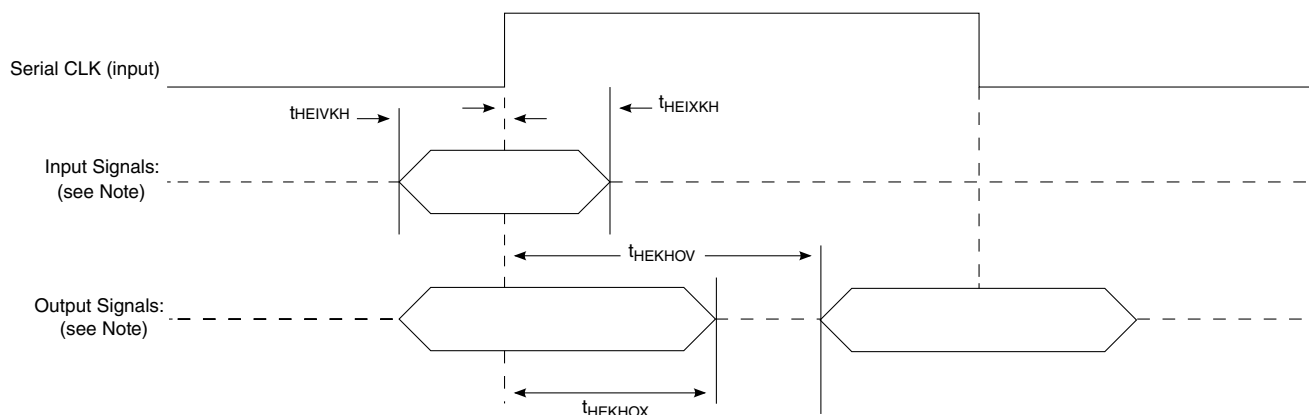 Serial CLK (input)
tHEIVKH
tHEIXKH
Input Signals:
(see Note)
tHEKHOV
Output Signals:
(see Note)
tHEKHOX